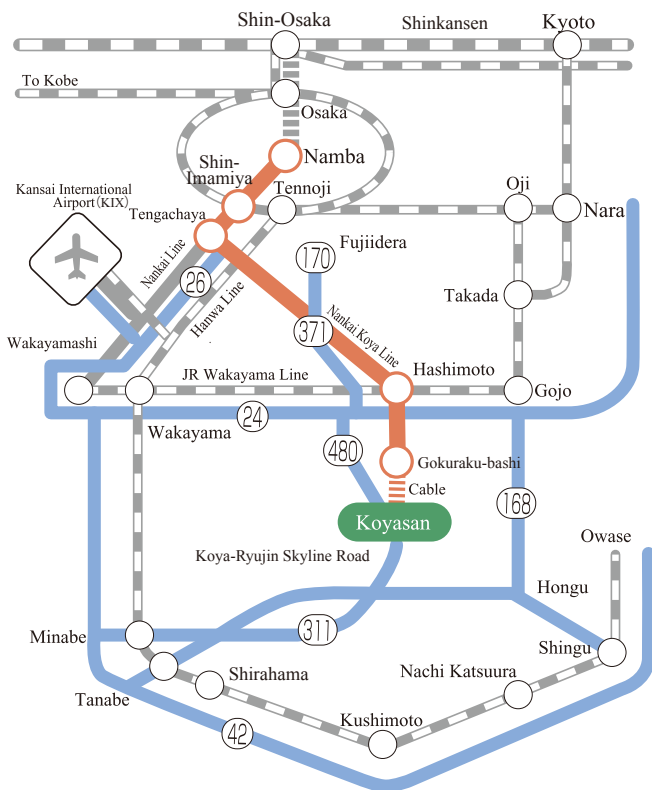 Shin-Osaka
Shinkansen
Kyoto
To Kobe
Osaka
Namba
Shin-
Imamiya
Tennoji
Oji
Kansai International
Airport(KIX)
Tengachaya
Nara
Nankai Line
170
Fujiidera
26
Hanwa Line
Takada
371
Nankai Koya Line
Wakayamashi
JR Wakayama Line
Hashimoto
Gojo
24
Wakayama
480
Gokuraku-bashi
Cable
168
Koyasan
Owase
Koya-Ryujin Skyline Road
Hongu
311
Minabe
Shingu
Shirahama
Nachi Katsuura
Tanabe
Kushimoto
42